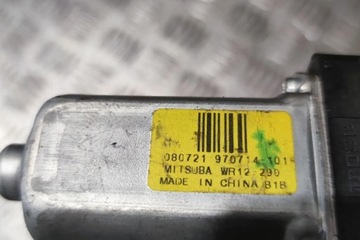 080721 970714-101
MITSUBA WR12 290
MADE IN CHINA B1B